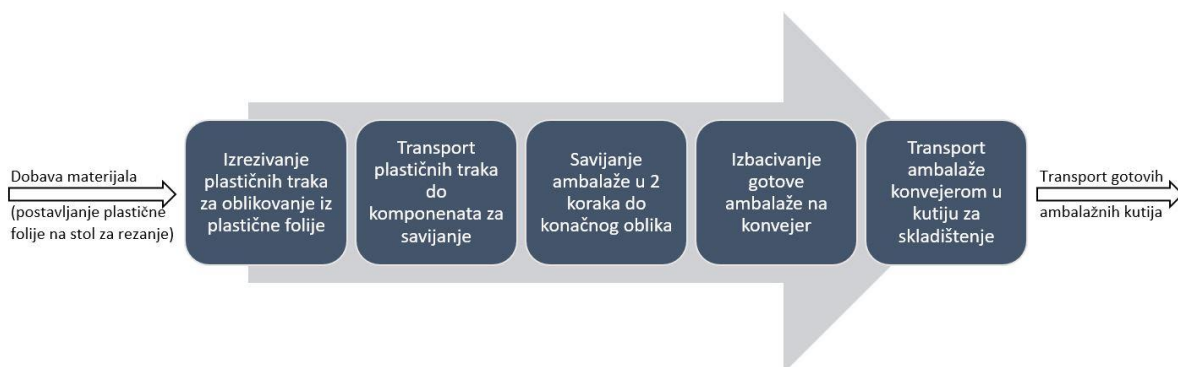 Dobava materijala
(postavljanje plastične
folije na stol za rezanje)
Izrezivanje
plastičnih traka
za oblikovanje iz
plastične folije
Transport
plastičnih traka
do
komponenata za
savijanje
Savijanje
ambalaže u 2
koraka do
konačnog oblika
Izbacivanje
gotove
ambalaže na
konvejer
Transport
ambalaže
konvejerom u
kutiju za
skladištenje
Transport gotovih
ambalažnih kutija